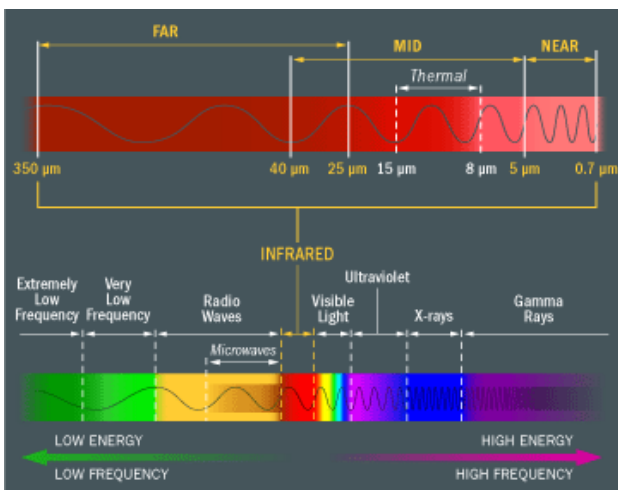 FAR
MID
NEAR
Thermal
350 µm
40 µm
25 µm
15 µm
8 µm
5 µm
0.7 µm
INFRARED
Extremely
Low
Frequency
Very
Low
Frequency
Radio
Waves
Microwaves
Visible
Light
Ultraviolet
X-rays
Gamma
Rays
LOW ENERGY
HIGH ENERGY
LOW FREQUENCY
HIGH FREQUENCY